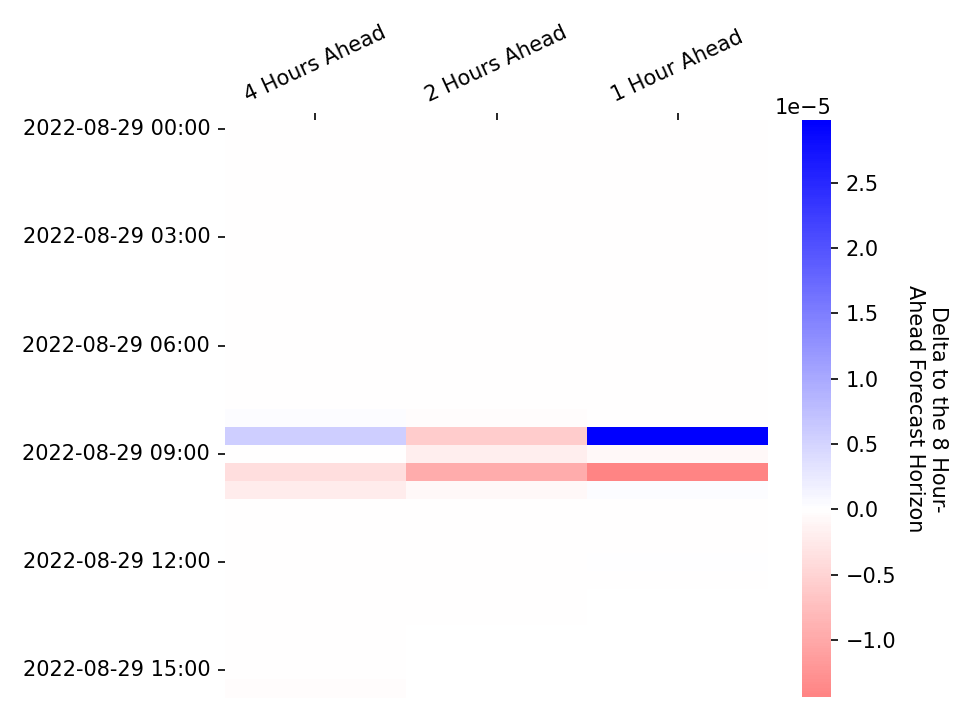 4 Hours Ahead
2 Hours Ahead
1 Hour Ahead
2022-08-29 00:00
2022-08-29 03:00
2022-08-29 06:00
2022-08-29 09:00
2022-08-29 12:00
2022-08-29 15:00
1e−5
2.5
2.0
1.5
1.0
0.5
0.0
−0.5
−1.0
Delta to the 8 Hour-
Ahead Forecast Horizon